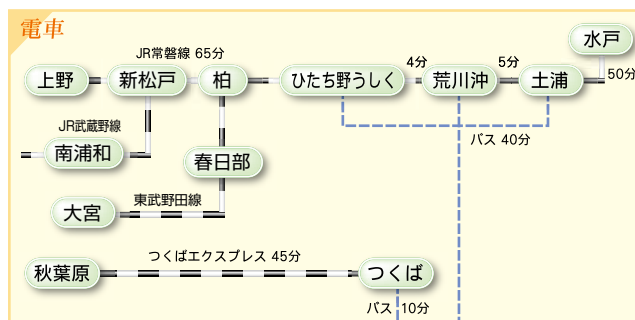 電車
水戸
JR常磐線 65分
4分
5分
上野
新松戸
柏
ひたち野うしく
荒川沖
土浦
50分
JR武蔵野線
バス 40分
南浦和
春日部
東武野田線
大宮
つくばエクスプレス 45分
秋葉原
つくば
バス 10分